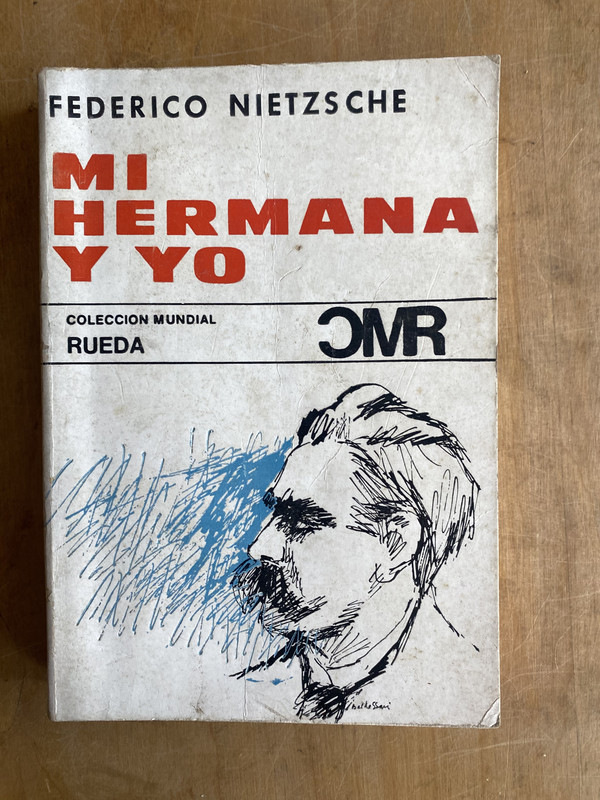 FEDERICO NIETZSCHE
MI
HERMANA
Y YO
COLECCION MUNDIAL
RUEDA
CMR